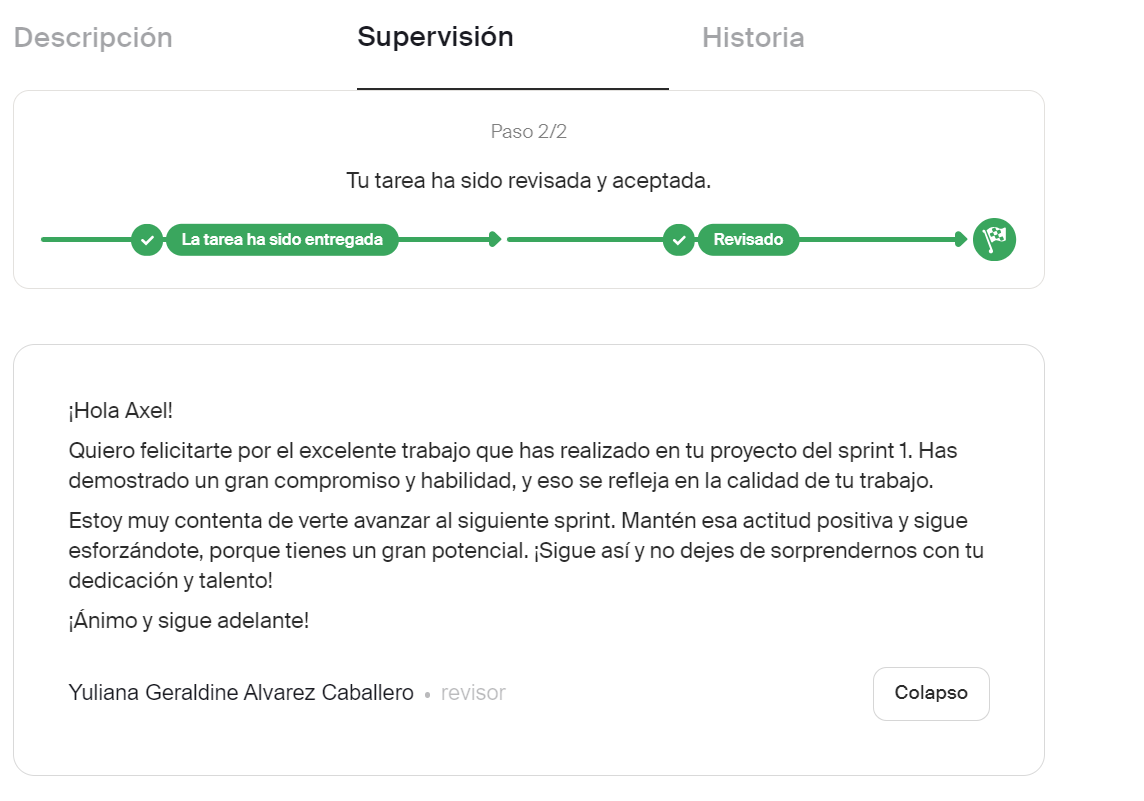 Descripción
Supervisión
Historia
Paso 2/2
Tu tarea ha sido revisada y aceptada.
La tarea ha sido entregada
Revisado
¡Hola Axel!
Quiero felicitarte por el excelente trabajo que has realizado en tu proyecto del sprint 1. Has
demostrado un gran compromiso y habilidad, y eso se refleja en la calidad de tu trabajo.
Estoy muy contenta de verte avanzar al siguiente sprint. Mantén esa actitud positiva y sigue
esforzándote, porque tienes un gran potencial. ¡Sigue así y no dejes de sorprendernos con tu
dedicación y talento!
¡Ánimo y sigue adelante!
Yuliana Geraldine Alvarez Caballero • revisor
Colapso